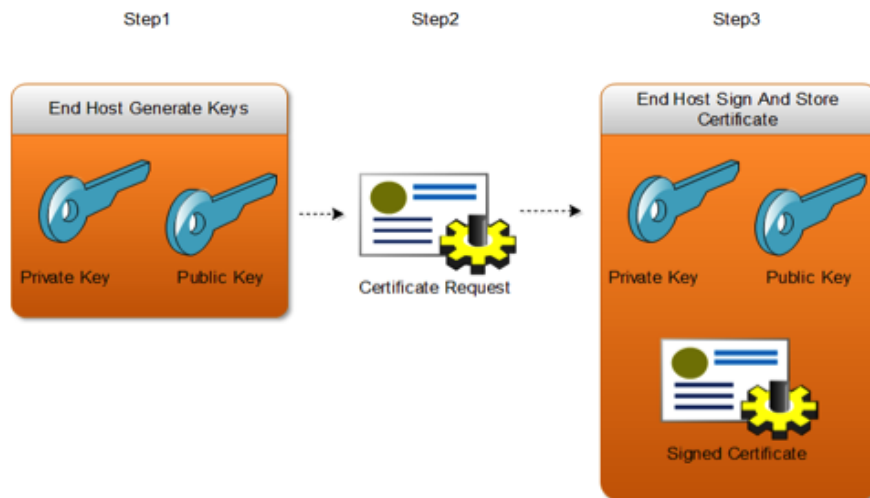 Step1
Step2
Step3
End Host Generate Keys
Private Key
Public Key
Certificate Request
End Host Sign And Store
Certificate
Private Key
Public Key
Signed Certificate